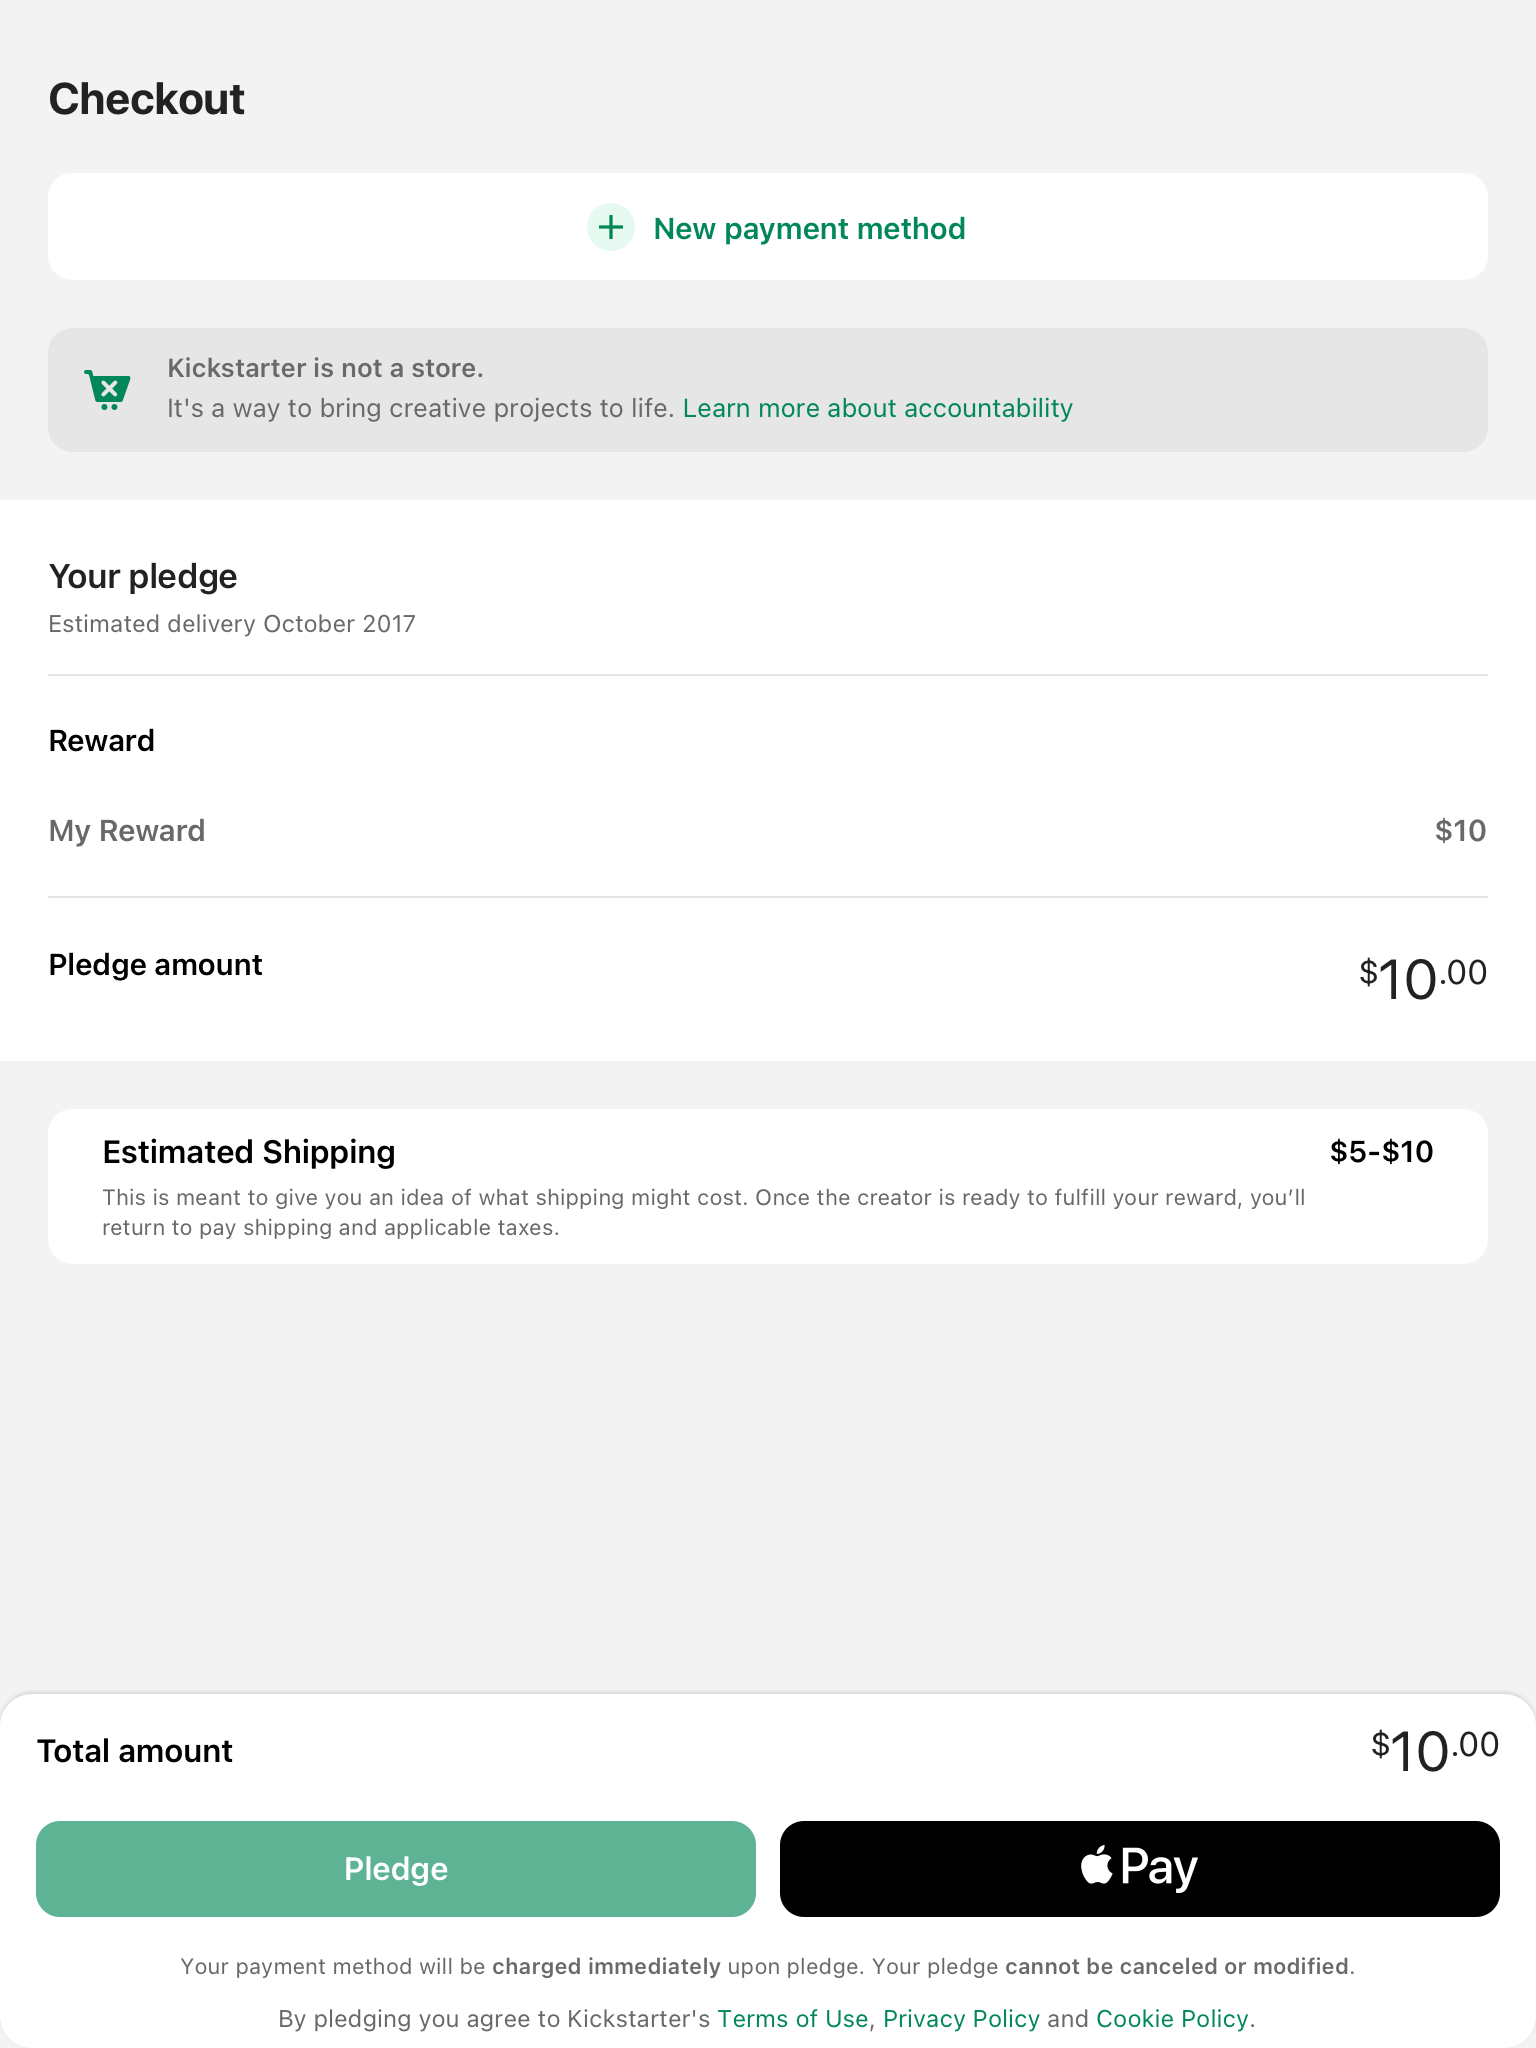 Checkout
New payment method
Kickstarter is not a store.
It's a way to bring creative projects to life. Learn more about accountability
Your pledge
Estimated delivery October 2017
Reward
My Reward $10
Pledge amount $10.00
Estimated Shipping $5-$10
This is meant to give you an idea of what shipping might cost. Once the creator is ready to fulfill your reward, you’ll
return to pay shipping and applicable taxes.
Total amount $10.00
Pledge Pay
Your payment method will be charged immediately upon pledge. Your pledge cannot be canceled or modified.
By pledging you agree to Kickstarter's Terms of Use, Privacy Policy and Cookie Policy.